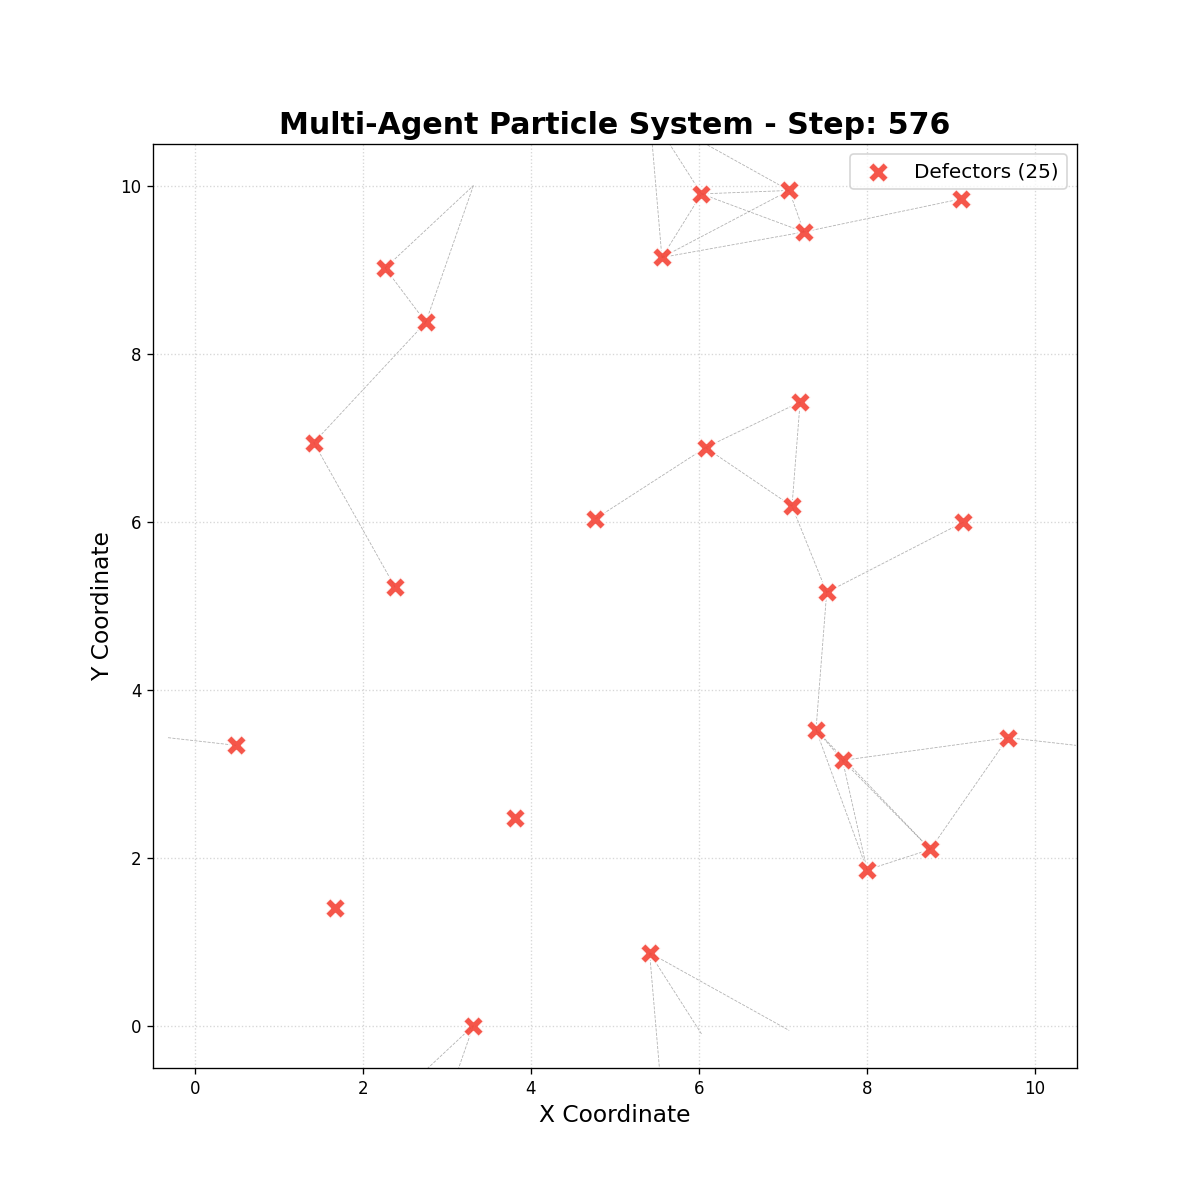 Multi-Agent Particle System - Step: 576
Defectors (25)
10
8
6
4
2
0
Y Coordinate
0 2 4 6 8 10
X Coordinate